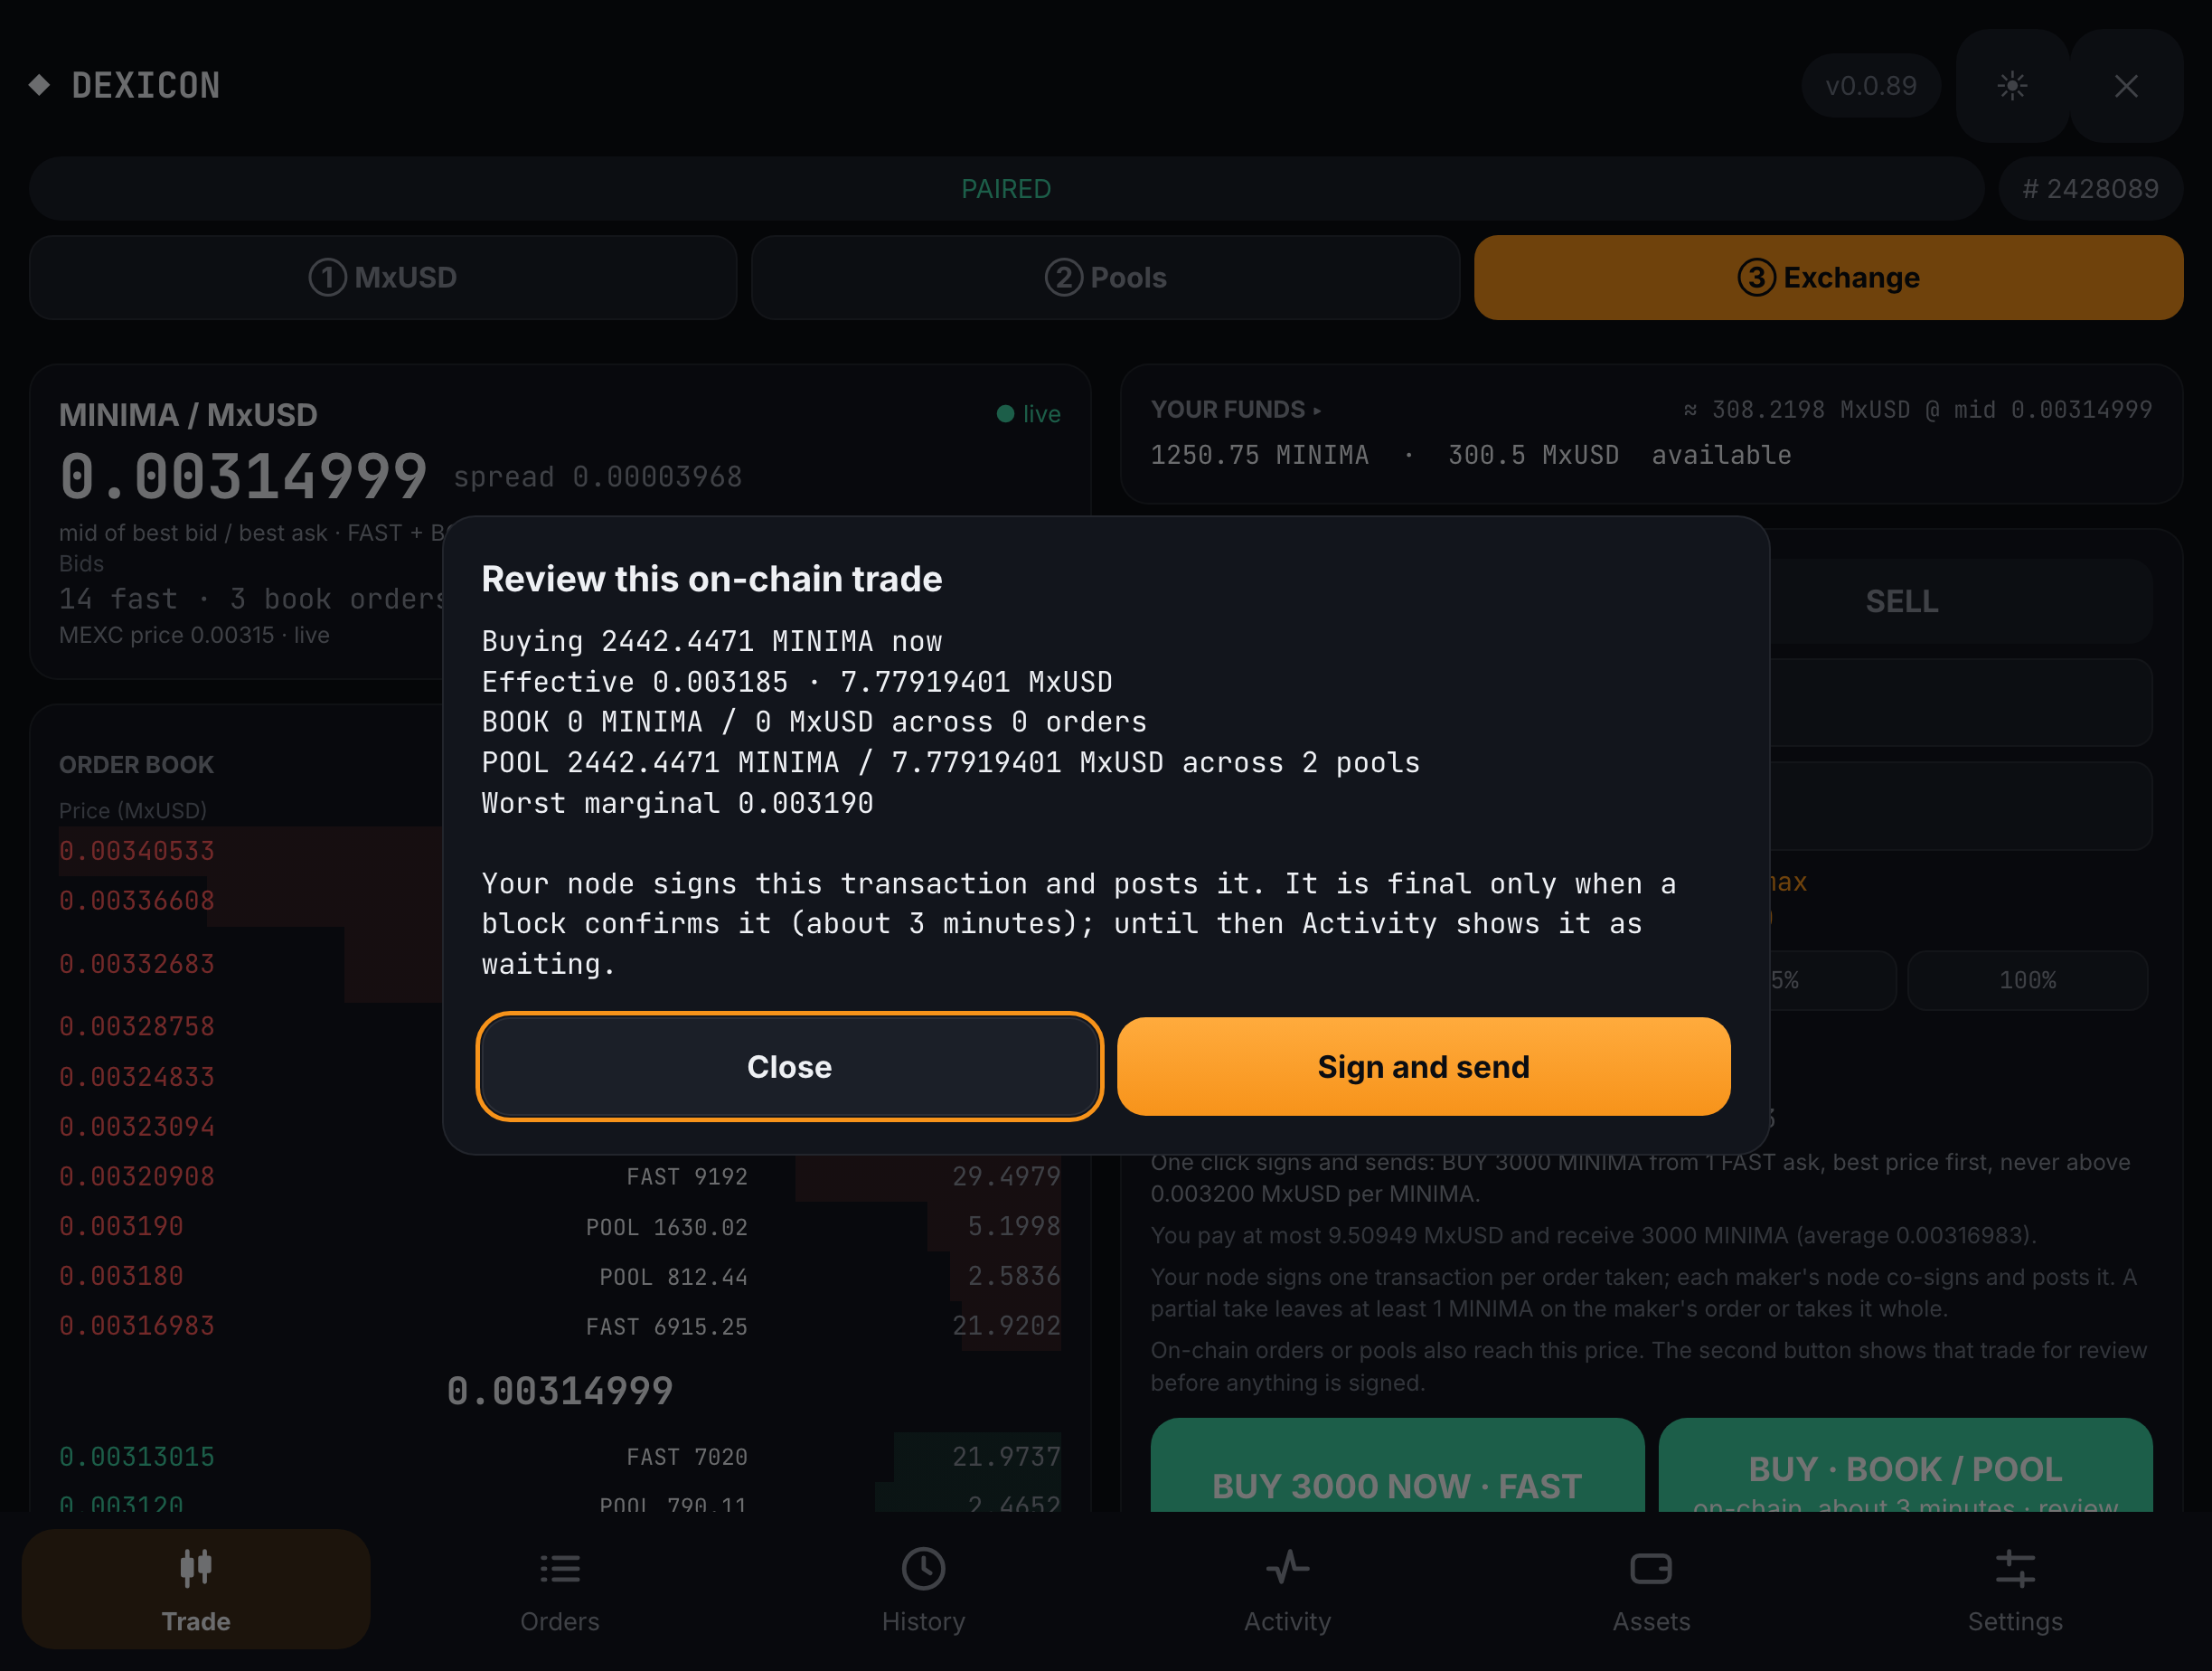 ◆ DEXICON
v0.0.89
PAIRED
# 2428089
① MxUSD
② Pools
③ Exchange
MINIMA / MxUSD
live
0.00314999 spread 0.00003968
mid of best bid / best ask · FAST +
Bids
14 fast · 3 book orders
MEXC price 0.00315 · live
YOUR FUNDS ▸
≈ 308.2198 MxUSD @ mid 0.00314999
1250.75 MINIMA · 300.5 MxUSD available
SELL
100%
Review this on-chain trade
Buying 2442.4471 MINIMA now
Effective 0.003185 · 7.77919401 MxUSD
BOOK 0 MINIMA / 0 MxUSD across 0 orders
POOL 2442.4471 MINIMA / 7.77919401 MxUSD across 2 pools
Worst marginal 0.003190
Your node signs this transaction and posts it. It is final only when a
block confirms it (about 3 minutes); until then Activity shows it as
waiting.
Close
Sign and send
ORDER BOOK
Price (MxUSD)
0.00340533
0.00336608
0.00332683
0.00328758
0.00324833
0.00323094
0.00320908 FAST 9192 29.4979
0.003190 POOL 1630.02 5.1998
0.003180 POOL 812.44 2.5836
0.00316983 FAST 6915.25 21.9202
0.00314999
0.00313015 FAST 7020 21.9737
0.003120 POOL 790.11 2.4652
One click signs and sends: BUY 3000 MINIMA from 1 FAST ask, best price first, never above
0.003200 MxUSD per MINIMA.
You pay at most 9.50949 MxUSD and receive 3000 MINIMA (average 0.00316983).
Your node signs one transaction per order taken; each maker's node co-signs and posts it. A
partial take leaves at least 1 MINIMA on the maker's order or takes it whole.
On-chain orders or pools also reach this price. The second button shows that trade for review
before anything is signed.
BUY 3000 NOW · FAST
BUY · BOOK / POOL
on-chain, about 3 minutes · review
Trade
Orders
History
Activity
Assets
Settings